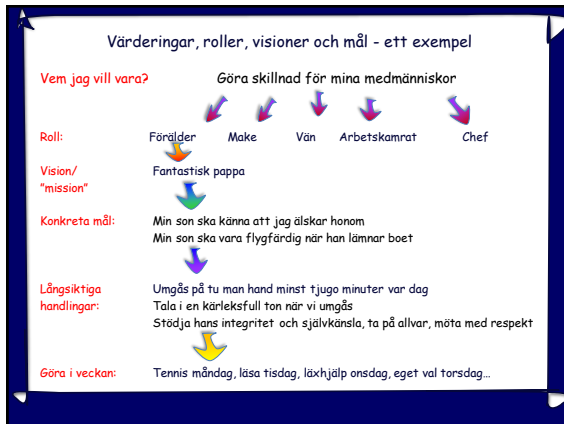 Värderingar, roller, visioner och mål - ett exempel
Vem jag vill vara? Göra skillnad för mina medmänniskor
Roll: Förälder Make Vän Arbetskamrat Chef
Vision/ Fantastisk pappa
"mission"
Konkreta mål: Min son ska känna att jag älskar honom
Min son ska vara flygfärdig när han lämnar boet
Långsiktiga Umgås på tu man hand minst tjugo minuter var dag
handlingar: Tala i en kärleksfull ton när vi umgås
Stödja hans integritet och självkänsla, ta på allvar, möta med respekt
Göra i veckan: Tennis måndag, läsa tisdag, läxhjälp onsdag, eget val torsdag…